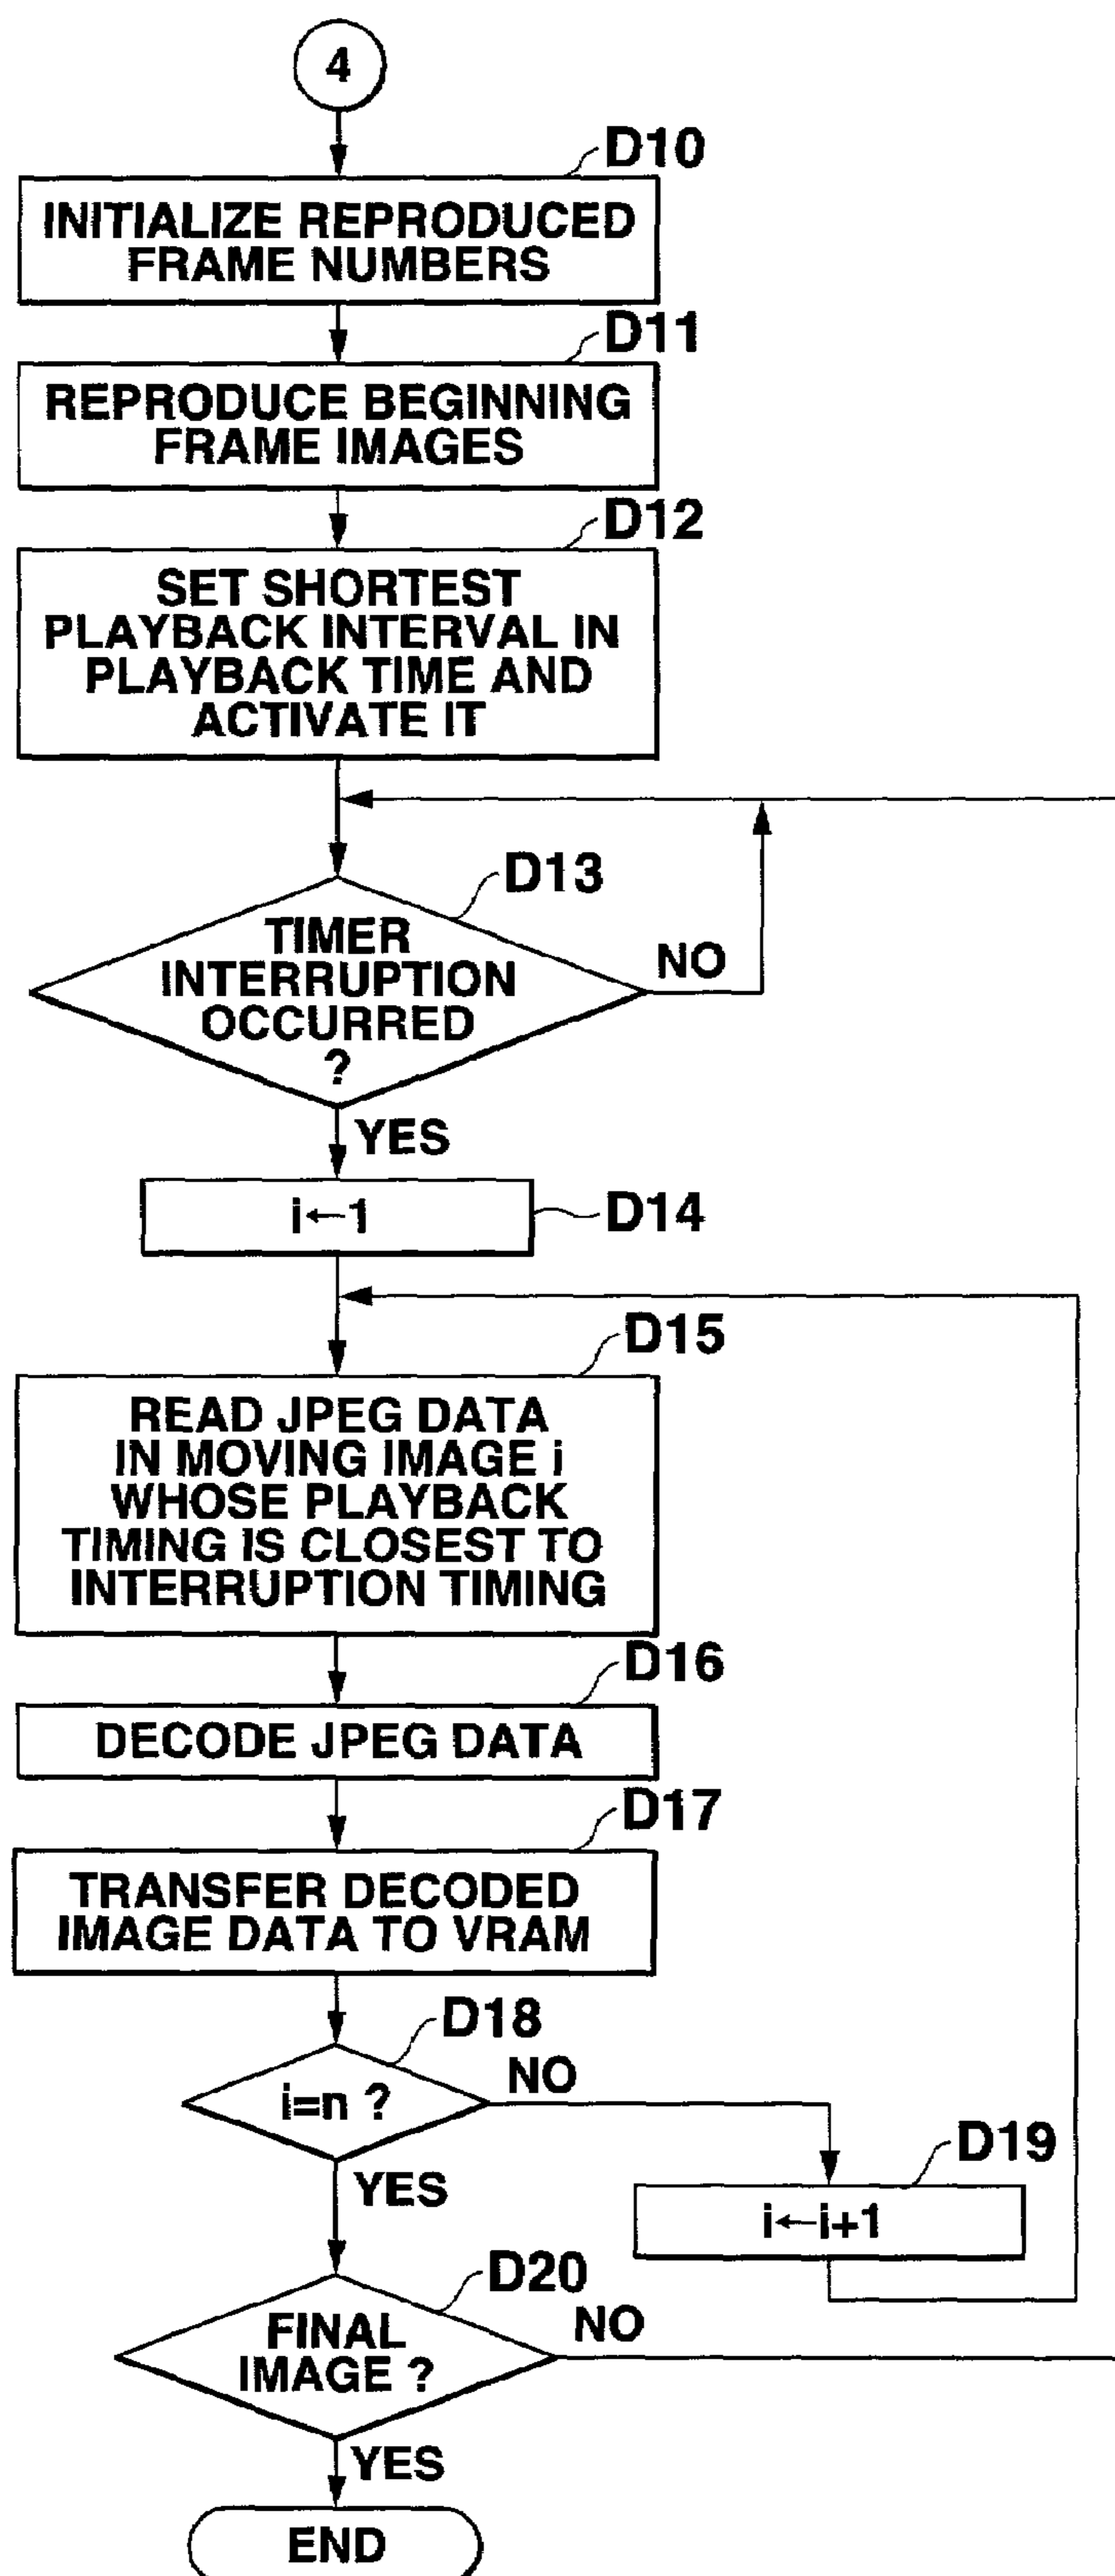 4
D10
INITIALIZE REPRODUCED
FRAME NUMBERS
D11
REPRODUCE BEGINNING
FRAME IMAGES
D12
SET SHORTEST
PLAYBACK INTERVAL IN
PLAYBACK TIME AND
ACTIVATE IT
D13
TIMER
INTERRUPTION
OCCURRED
?
NO
YES
i←1
D14
D15
READ JPEG DATA
IN MOVING IMAGE i
WHOSE PLAYBACK
TIMING IS CLOSEST TO
INTERRUPTION TIMING
D16
DECODE JPEG DATA
D17
TRANSFER DECODED
IMAGE DATA TO VRAM
D18
i=n ?
NO
YES
D19
i←i+1
D20
FINAL
IMAGE ?
NO
YES
END